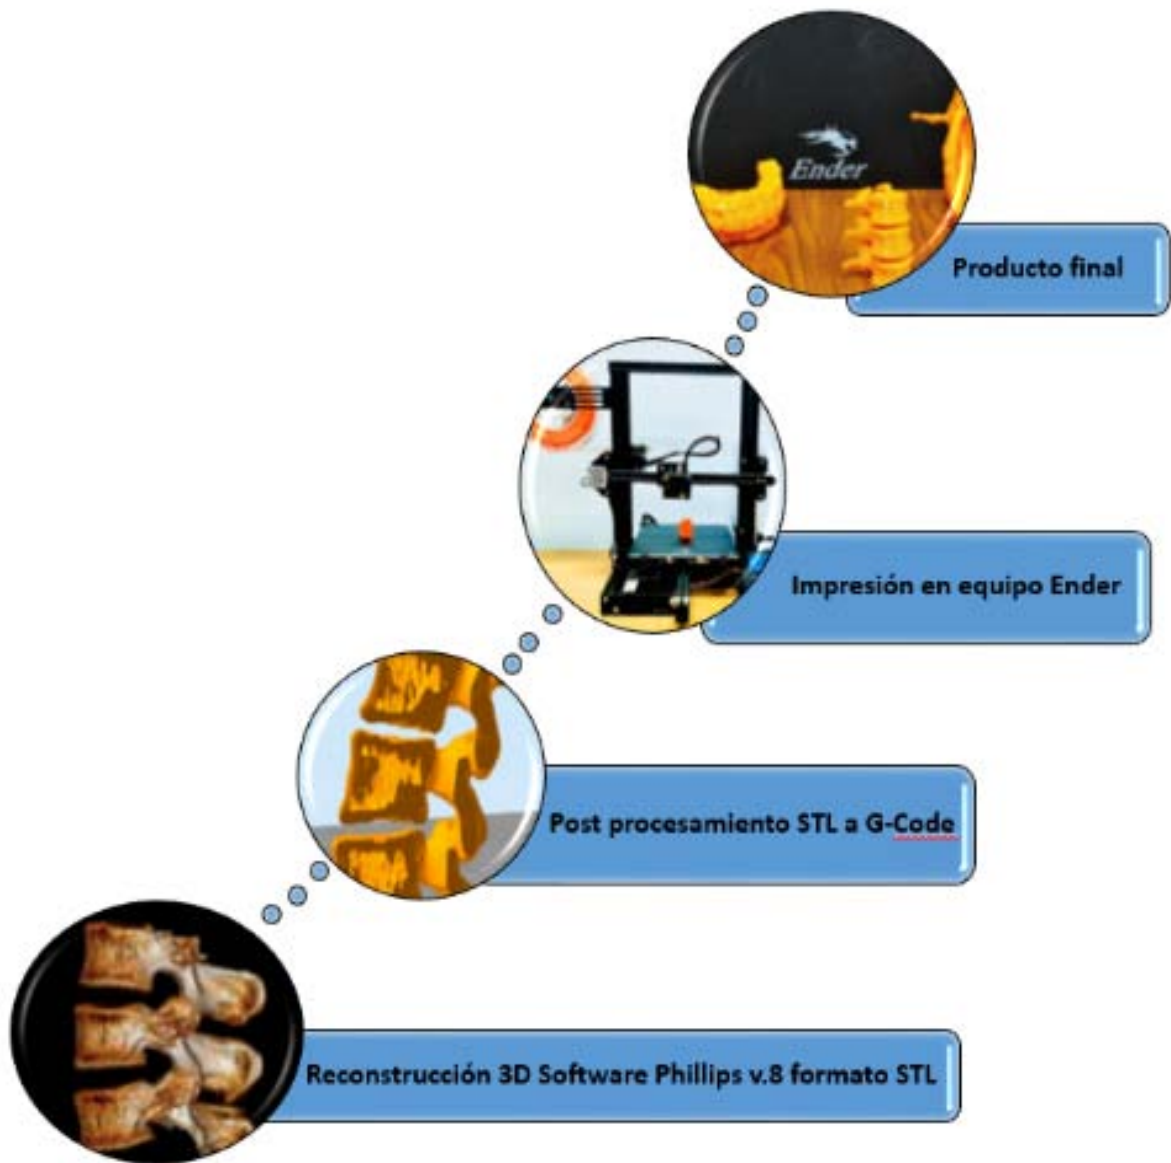 Ender
Producto final
Impresión en equipo Ender
Post procesamiento STL a G-Code
Reconstrucción 3D Software Phillips v.8 formato STL